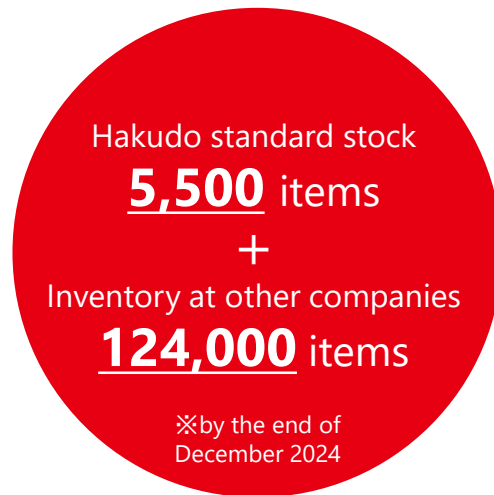 Hakudo standard stock
5,500 items
+
Inventory at other companies
124,000 items
※by the end of
December 2024